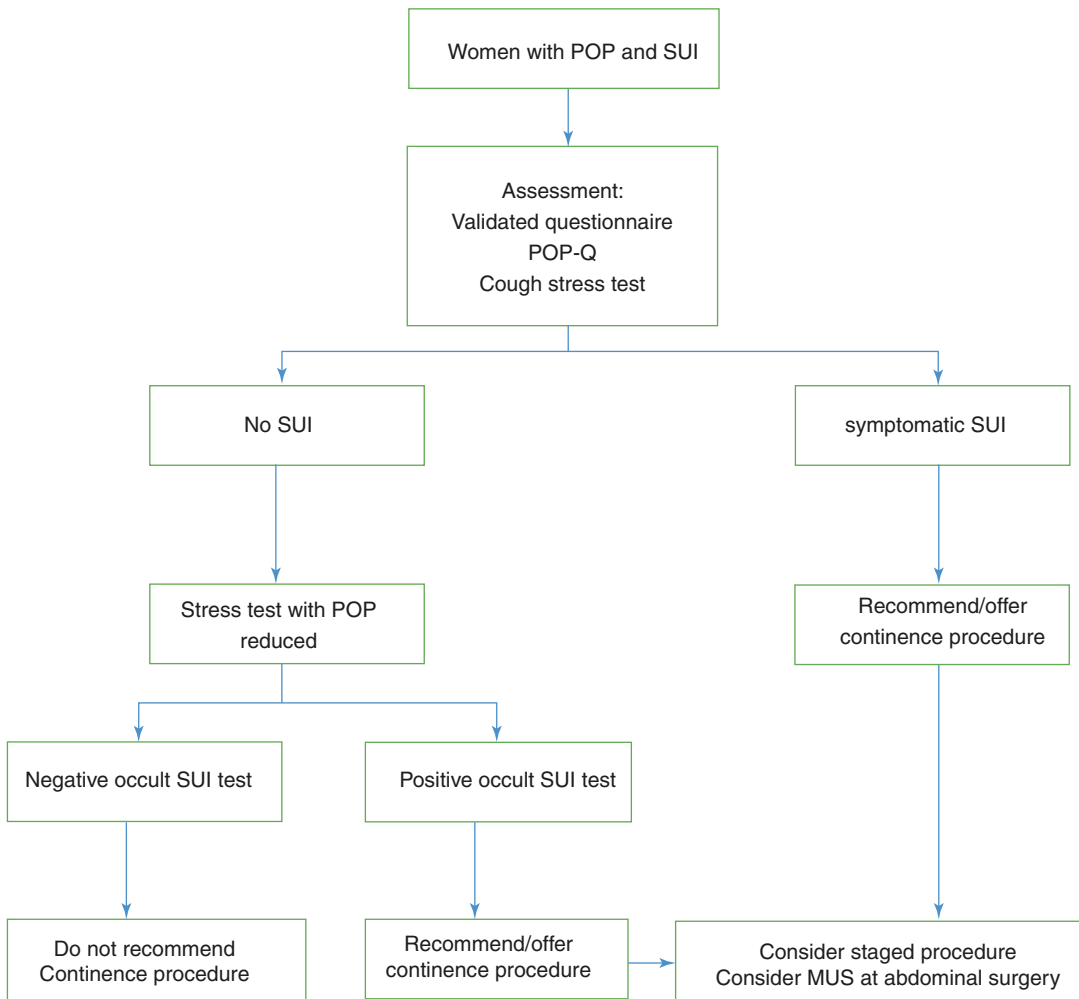 Women with POP and SUI
Assessment:
Validated questionnaire
POP-Q
Cough stress test
No SUI
symptomatic SUI
Stress test with POP
reduced
Recommend/offer
continence procedure
Negative occult SUI test
Positive occult SUI test
Do not recommend
Continence procedure
Recommend/offer
continence procedure
Consider staged procedure
Consider MUS at abdominal surgery